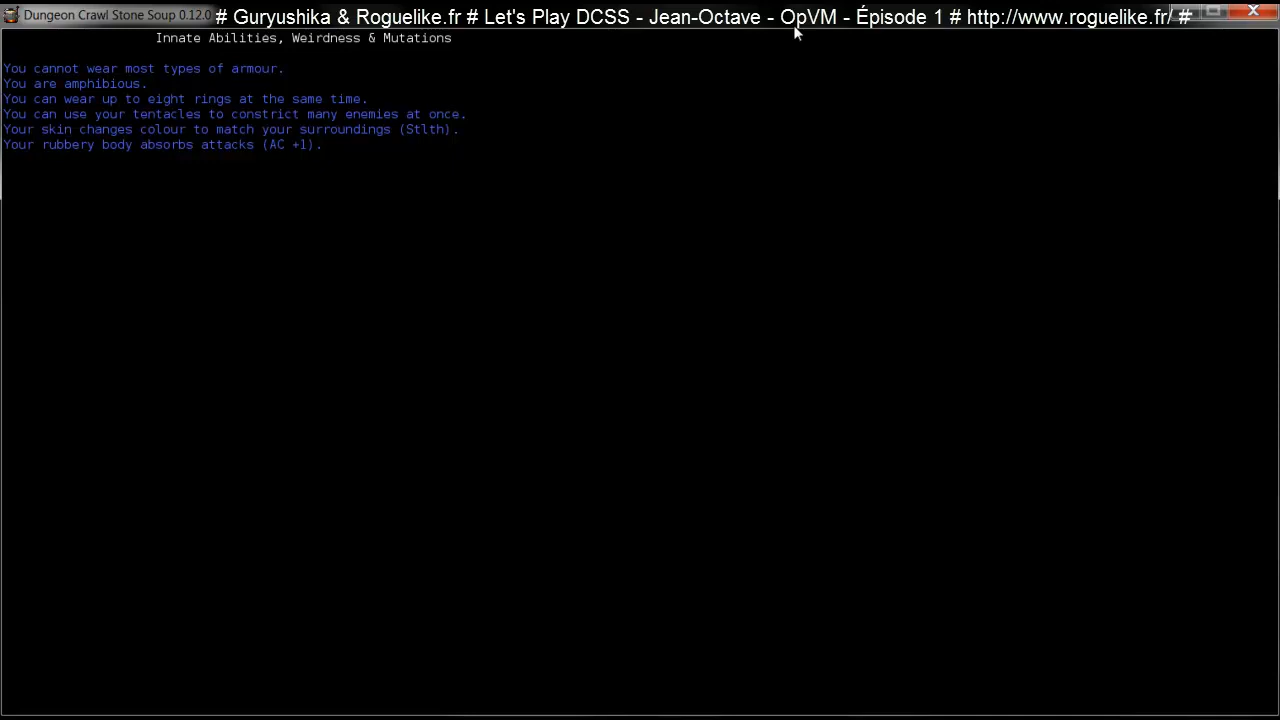 Dungeon Crawl Stone Soup 0.12.0
# Guryushika & Roguelike.fr # Let's Play DCSS - Jean-Octave - OpVM - Épisode 1 # http://www.roguelike.fr/ #
Innate Abilities, Weirdness & Mutations
You cannot wear most types of armour.
You are amphibious.
You can wear up to eight rings at the same time.
You can use your tentacles to constrict many enemies at once.
Your skin changes colour to match your surroundings (Stlth).
Your rubbery body absorbs attacks (AC +1).